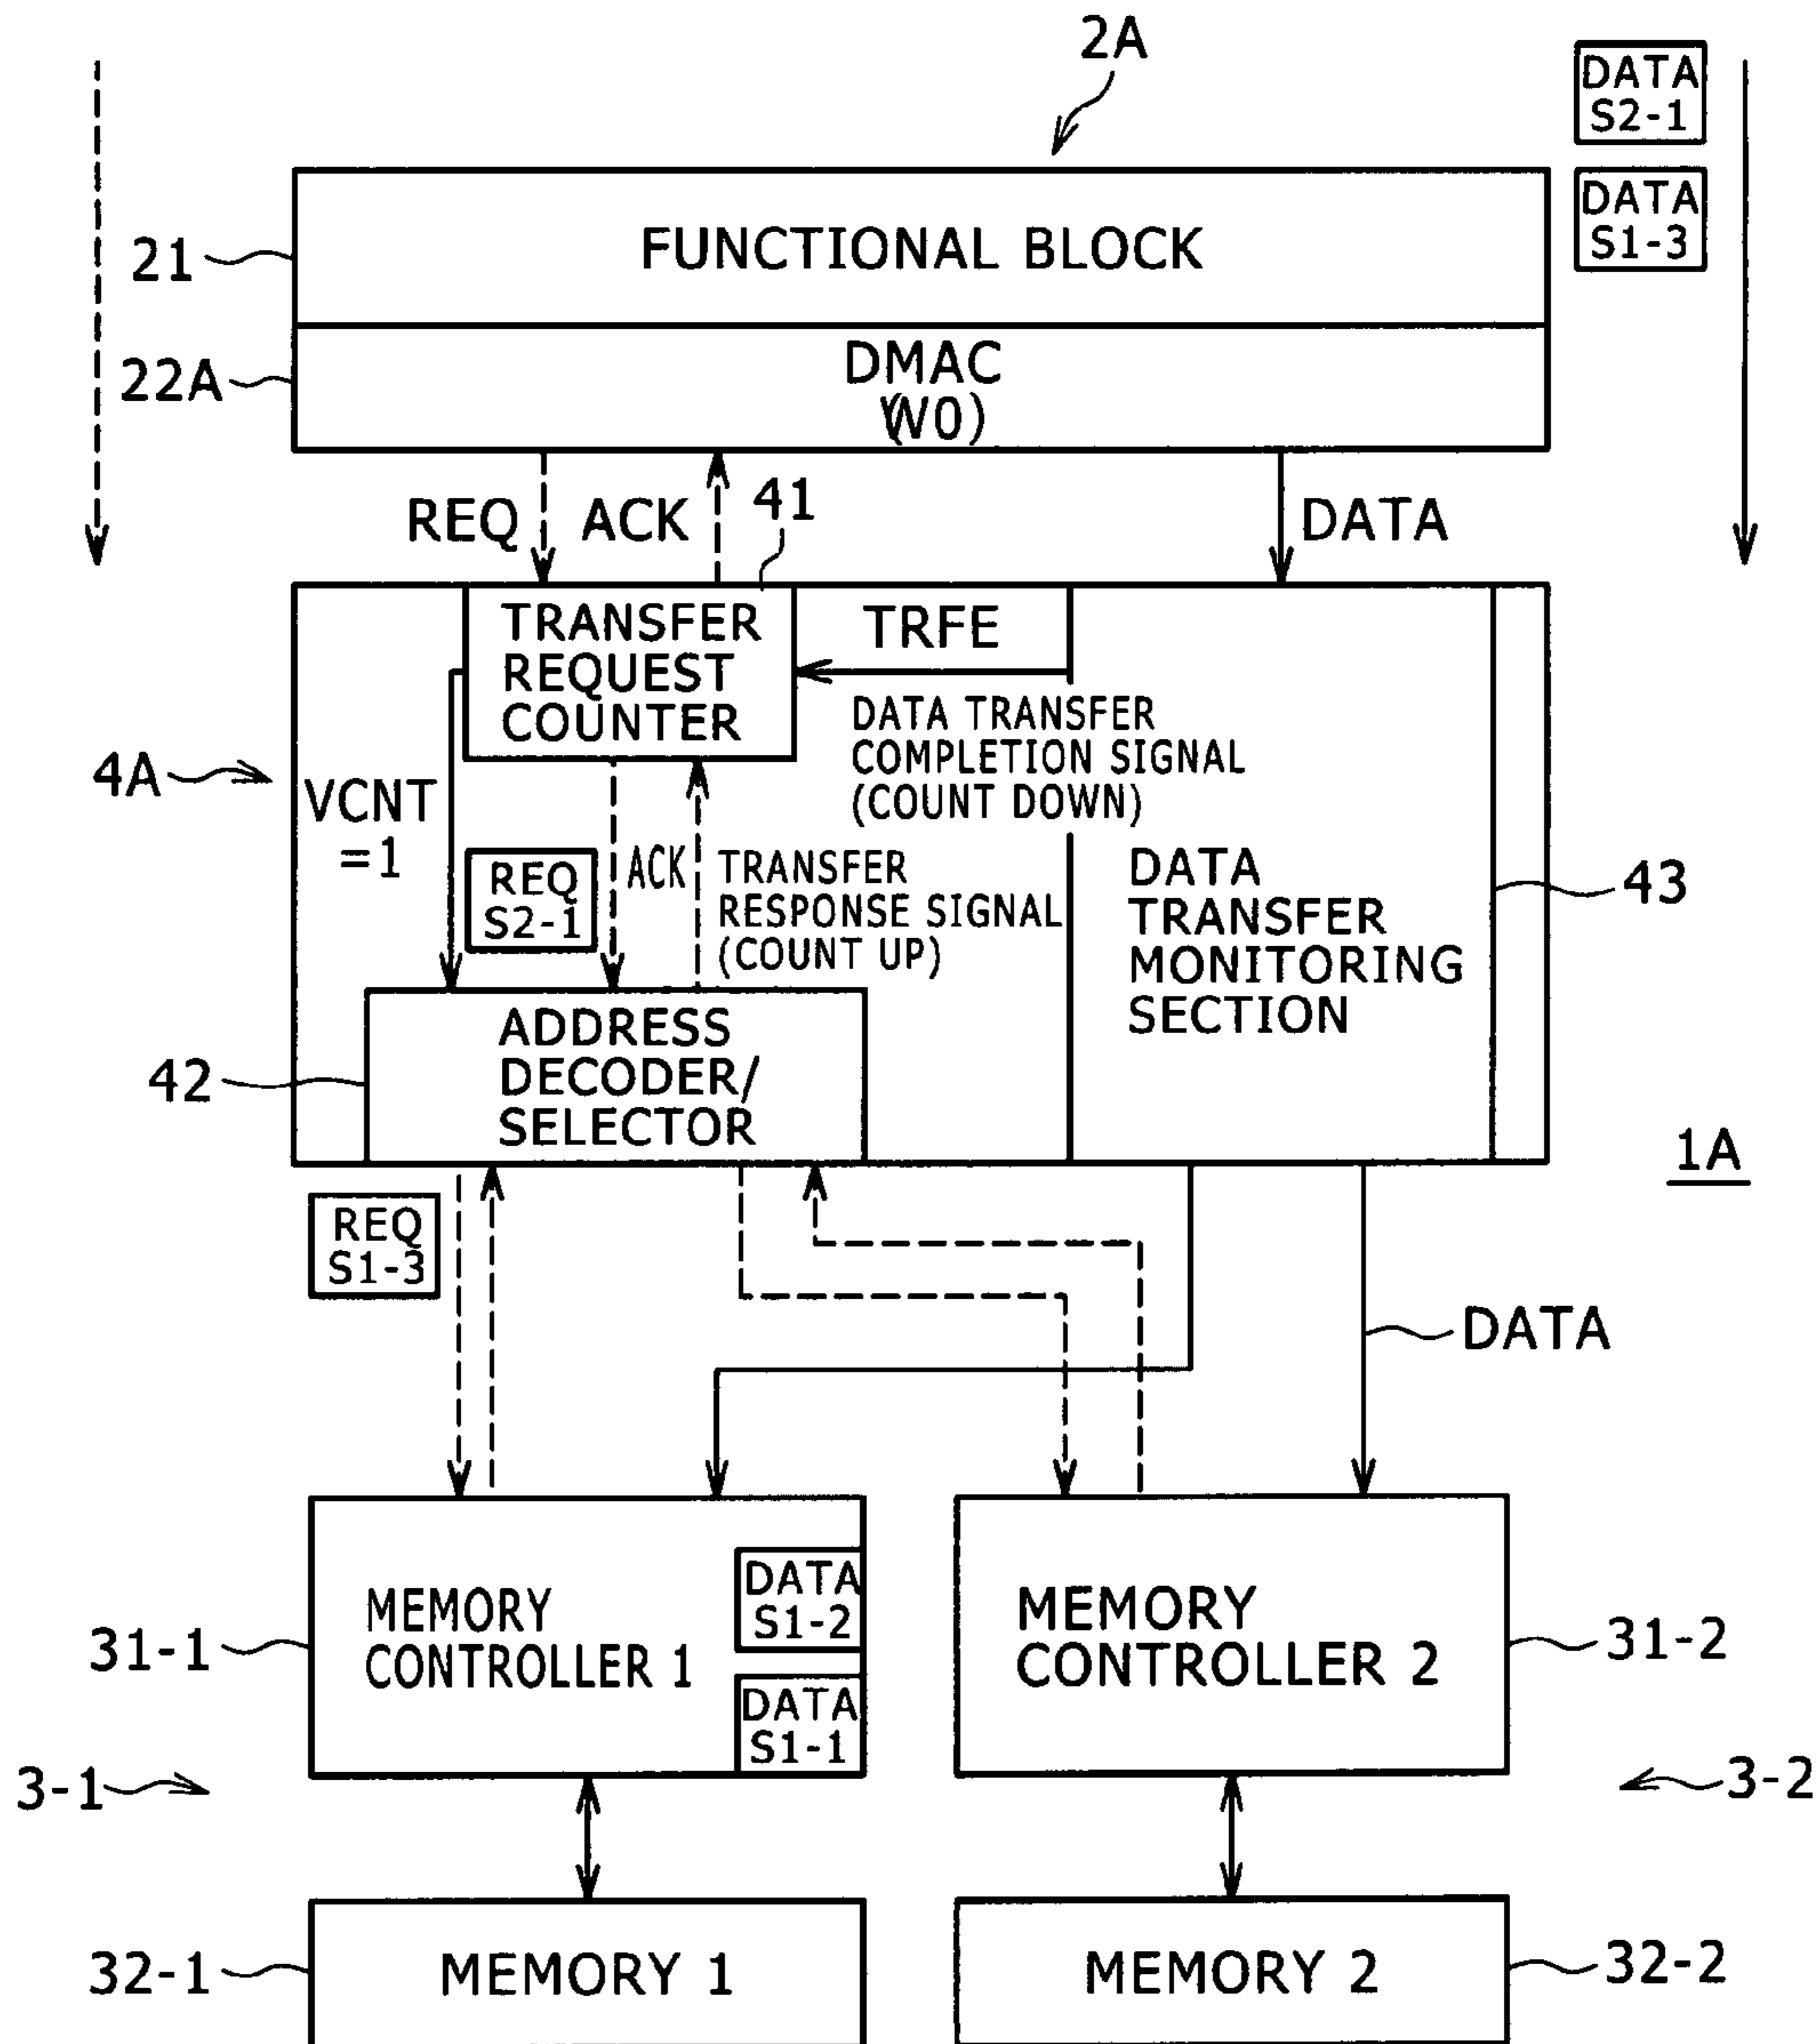 2A
DATA
S2-1
DATA
S1-3
21
FUNCTIONAL BLOCK
22A
DMAC
(W0)
REQ
ACK
41
DATA
TRANSFER
REQUEST
COUNTER
TRFE
DATA TRANSFER
COMPLETION SIGNAL
(COUNT DOWN)
4A
VCNT
=1
REQ
S2-1
ACK
TRANSFER
RESPONSE SIGNAL
(COUNT UP)
DATA
TRANSFER
MONITORING
SECTION
43
42
ADDRESS
DECODER/
SELECTOR
1A
REQ
S1-3
DATA
31-1
MEMORY
CONTROLLER 1
DATA
S1-2
DATA
S1-1
MEMORY
CONTROLLER 2
31-2
3-1
3-2
32-1
MEMORY 1
MEMORY 2
32-2